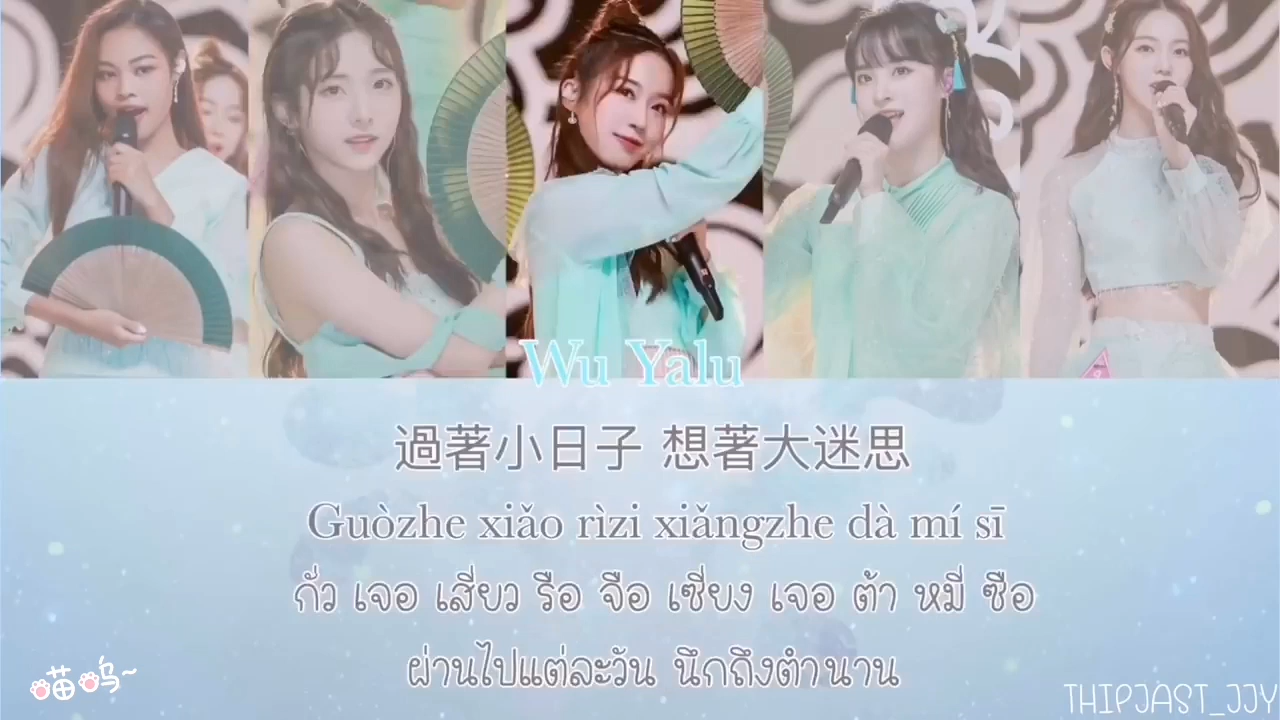 Wu Yalu
過著小日子 想著大迷思
Guòzhe xiǎo rìzi xiǎngzhe dà mí sī
กั่ว เจอ เสี่ยว รือ จือ เซี่ยง เจอ ต้า หมี่ ซือ
ผ่านไปแต่ละวัน นึกถึงตำนาน
喵呜~
THIPJAST_JJY